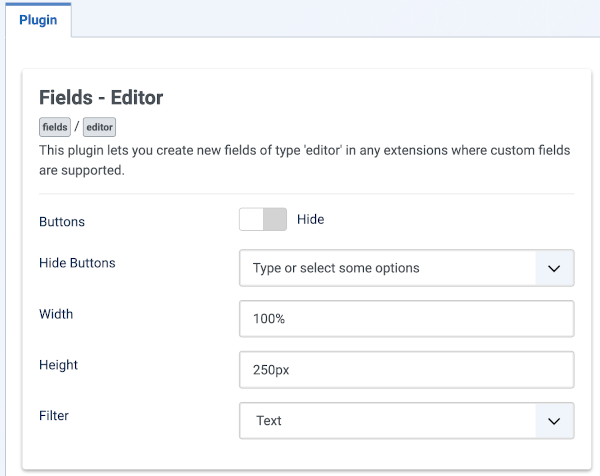 Plugin
Fields - Editor
fields / editor
This plugin lets you create new fields of type 'editor' in any extensions where custom fields
are supported.
Buttons Hide
Hide Buttons Type or select some options
Width 100%
Height 250px
Filter Text